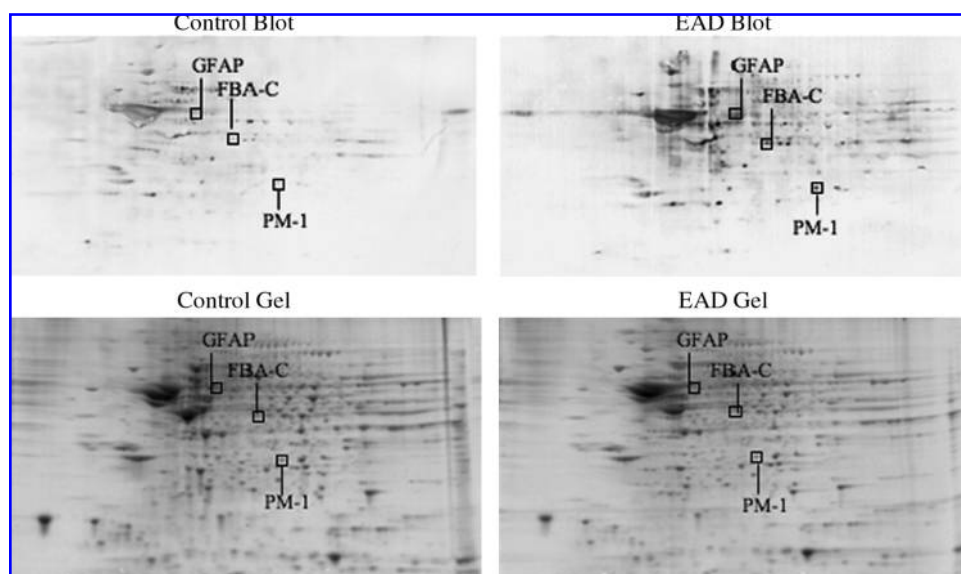 Control Blot
EAD Blot
GFAP
FBA-C
PM-1
GFAP
FBA-C
PM-1
Control Gel
EAD Gel
GFAP
FBA-C
PM-1
GFAP
FBA-C
PM-1